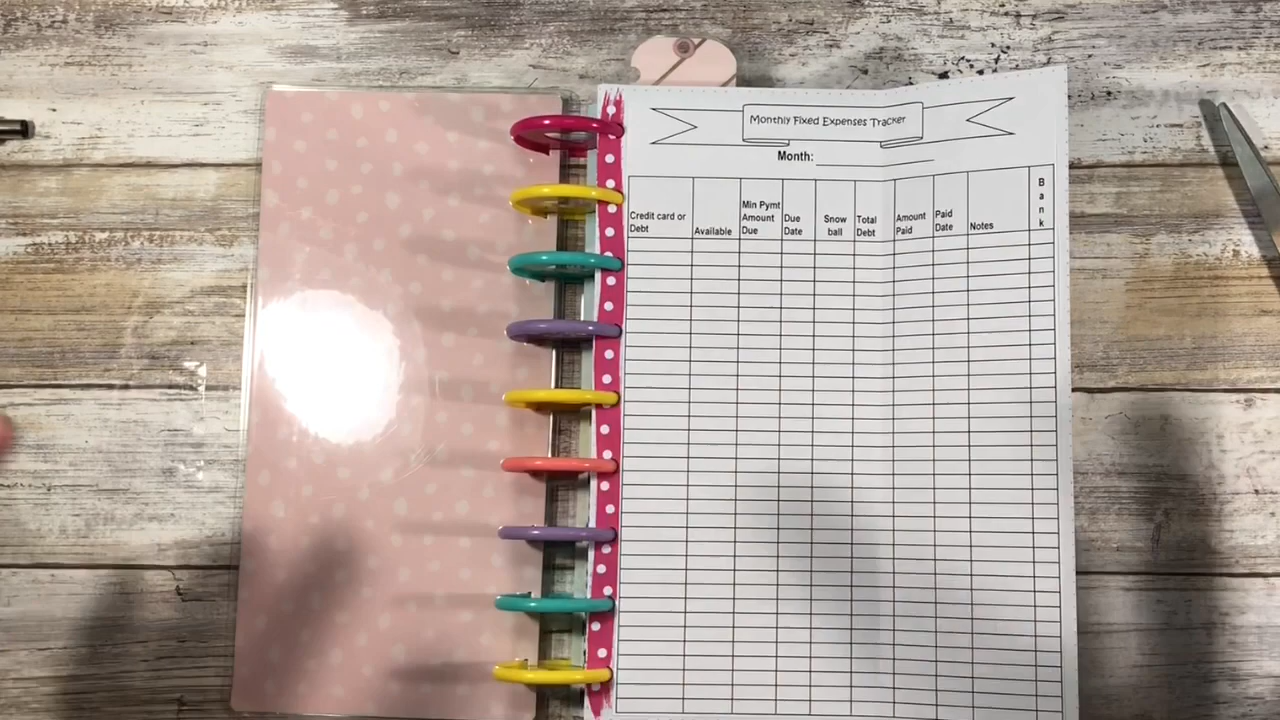 Monthly Fixed Expenses Tracker
Month:
Credit card or Debt
Available
Min Pymt Amount Due
Due Date
Snow ball
Total Debt
Amount Paid
Paid Date
Notes
Bank